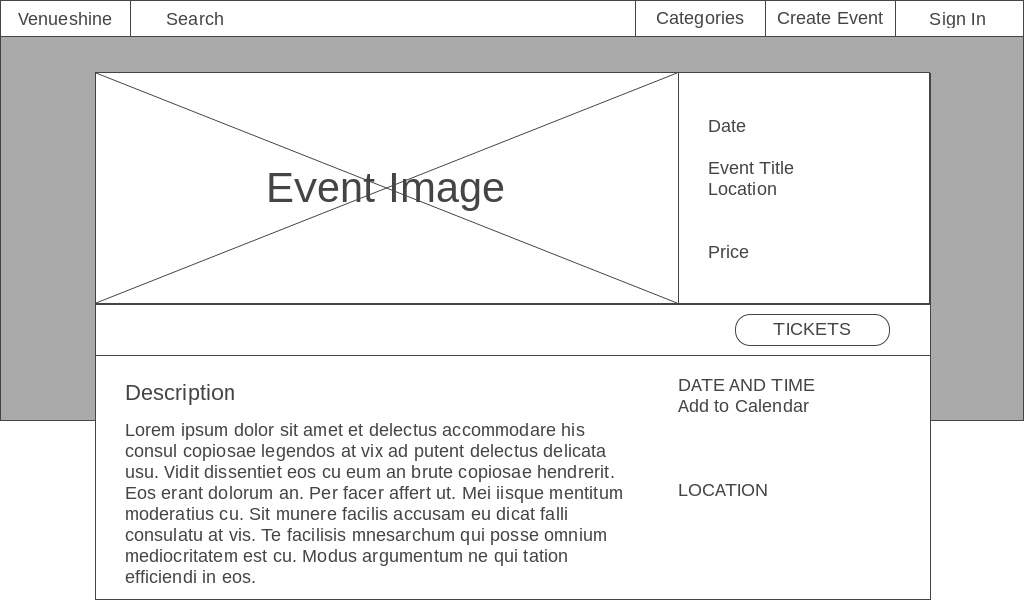 Venueshine
Search
Categories
Create Event
Sign In
Event Image
Date
Event Title
Location
Price
TICKETS
Description
Lorem ipsum dolor sit amet et delectus accommodare his
consul copiosae legendos at vix ad putent delectus delicata
usu. Vidit dissentiet eos cu eum an brute copiosae hendrerit.
Eos erant dolorum an. Per facer affert ut. Mei iisque mentitum
moderatius cu. Sit munere facilis accusam eu dicat falli
consulatu at vis. Te facilisis mnesarchum qui posse omnium
mediocritatem est cu. Modus argumentum ne qui tation
efficiendi in eos.
DATE AND TIME
Add to Calendar
LOCATION